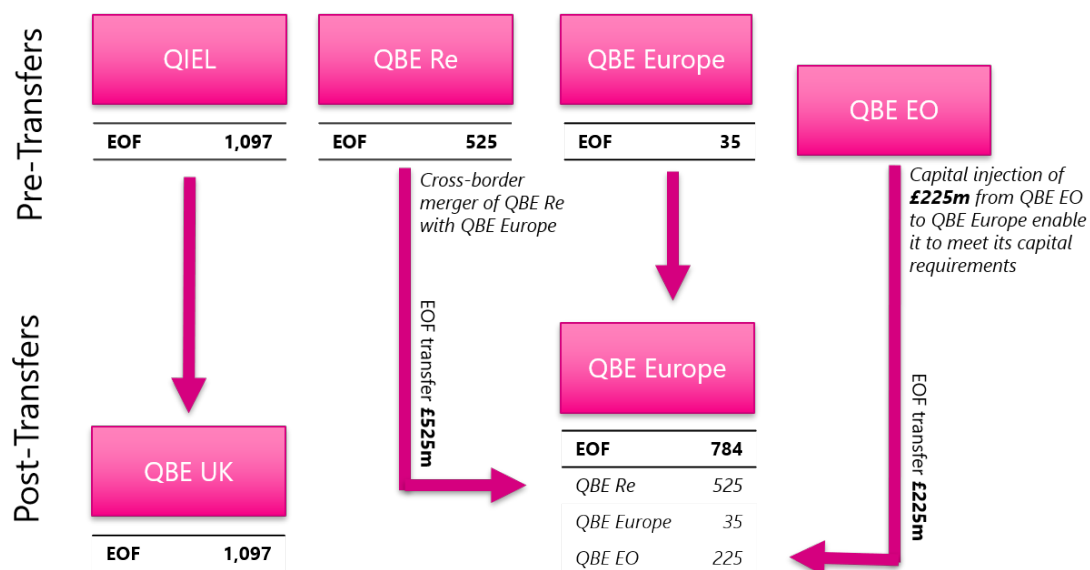 Pre-Transfers
QIEL
QBE Re
QBE Europe
QBE EO
EOF 1,097
EOF 525
EOF 35
Cross-border
merger of QBE Re
with QBE Europe
Capital injection of
£225m from QBE EO
to QBE Europe enable
it to meet its capital
requirements
Post-Transfers
EOF transfer £525m
EOF transfer £225m
QBE Europe
EOF 784
QBE Re 525
QBE Europe 35
QBE EO 225
QBE UK
EOF 1,097